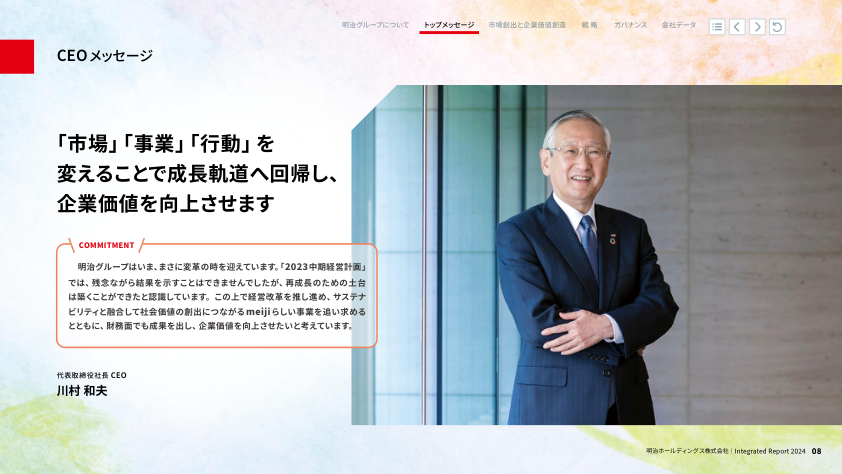 明治グループについて
トップメッセージ
市場創出と企業価値創造
戦 略
ガバナンス
会社データ
CEOメッセージ
「市場」「事業」「行動」を
変えることで成長軌道へ回帰し、
企業価値を向上させます
COMMITMENT
明治グループはいま、まさに変革の時を迎えています。「2023中期経営計画」
では、残念ながら結果を示すことはできませんでしたが、再成長のための土台
は築くことができたと認識しています。この上で経営改革を推し進め、サステナ
ビリティと融合して社会価値の創出につながるmeijiらしい事業を追い求める
とともに、財務面でも成果を出し、企業価値を向上させたいと考えています。
代表取締役社長 CEO
川村 和夫
明治ホールディングス株式会社 | Integrated Report 2024 08